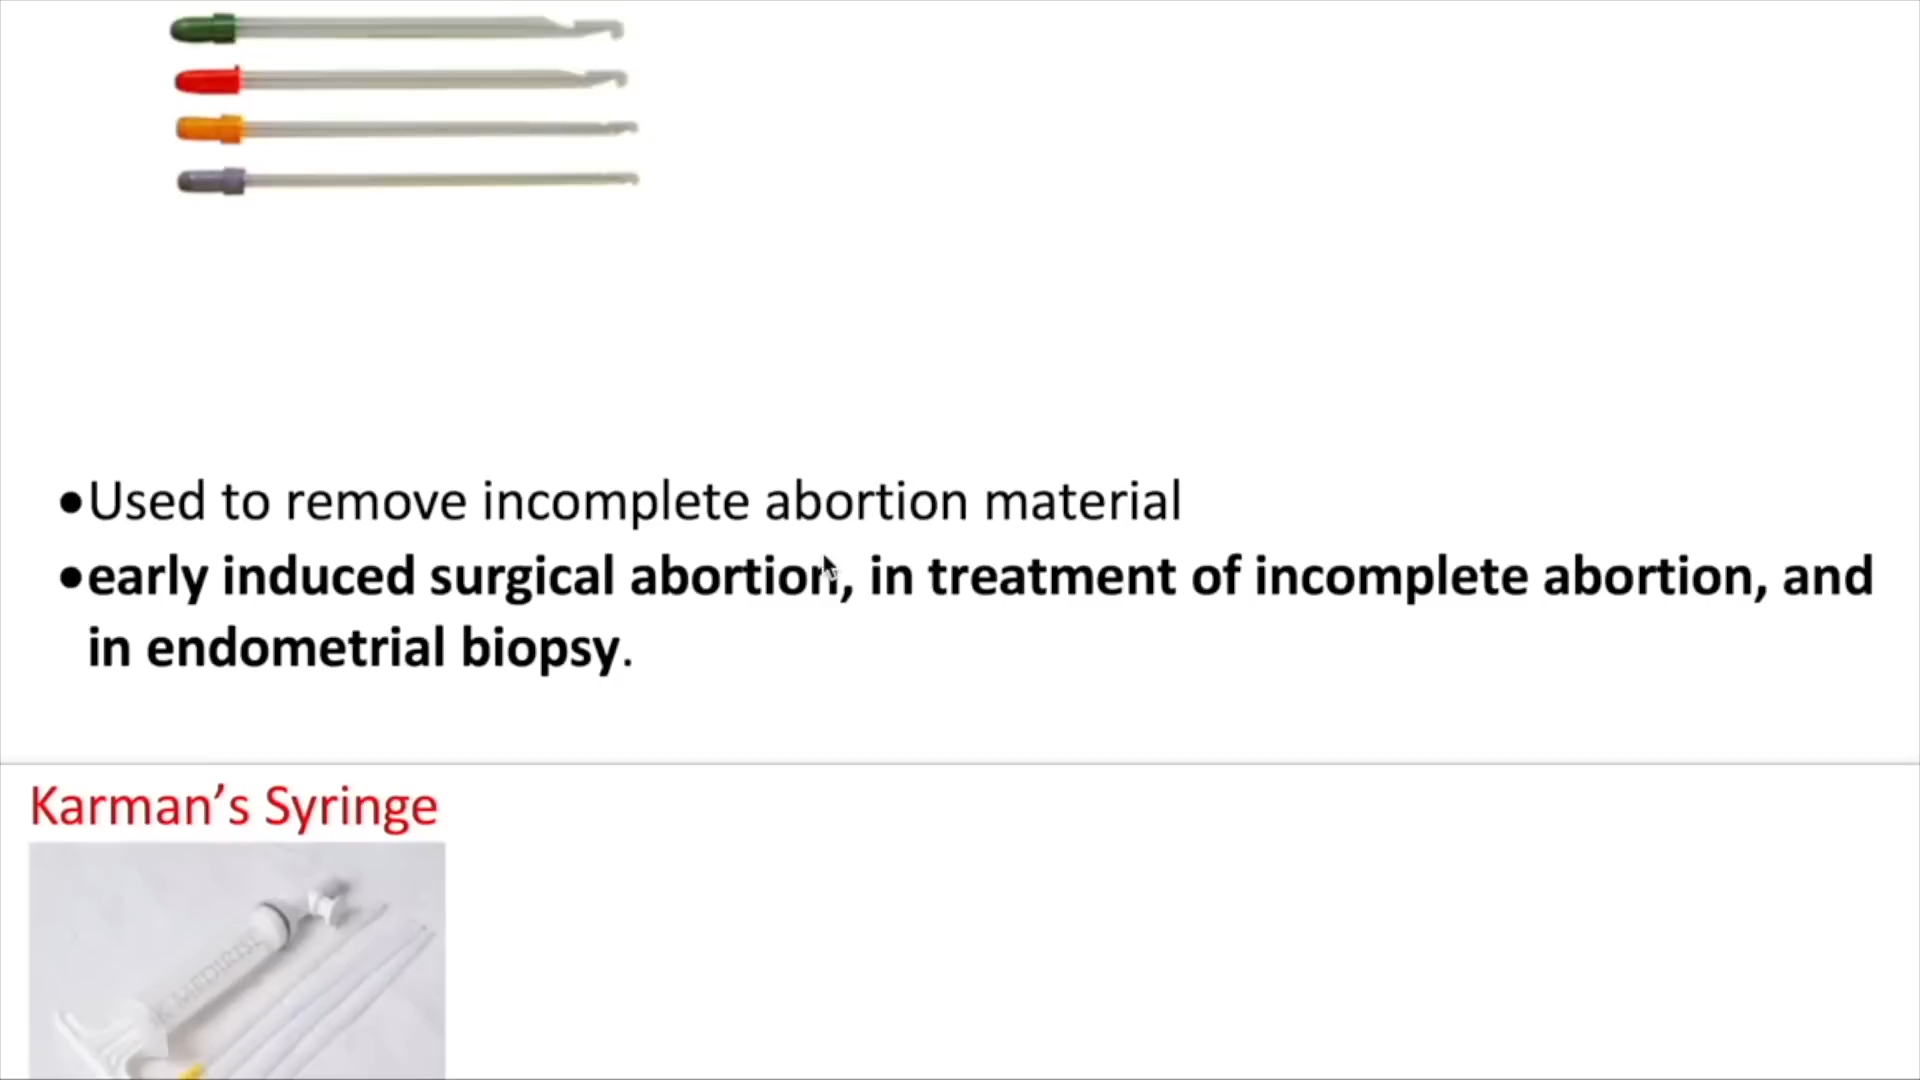 •Used to remove incomplete abortion material
•early induced surgical abortion, in treatment of incomplete abortion, and
in endometrial biopsy.
Karman’s Syringe